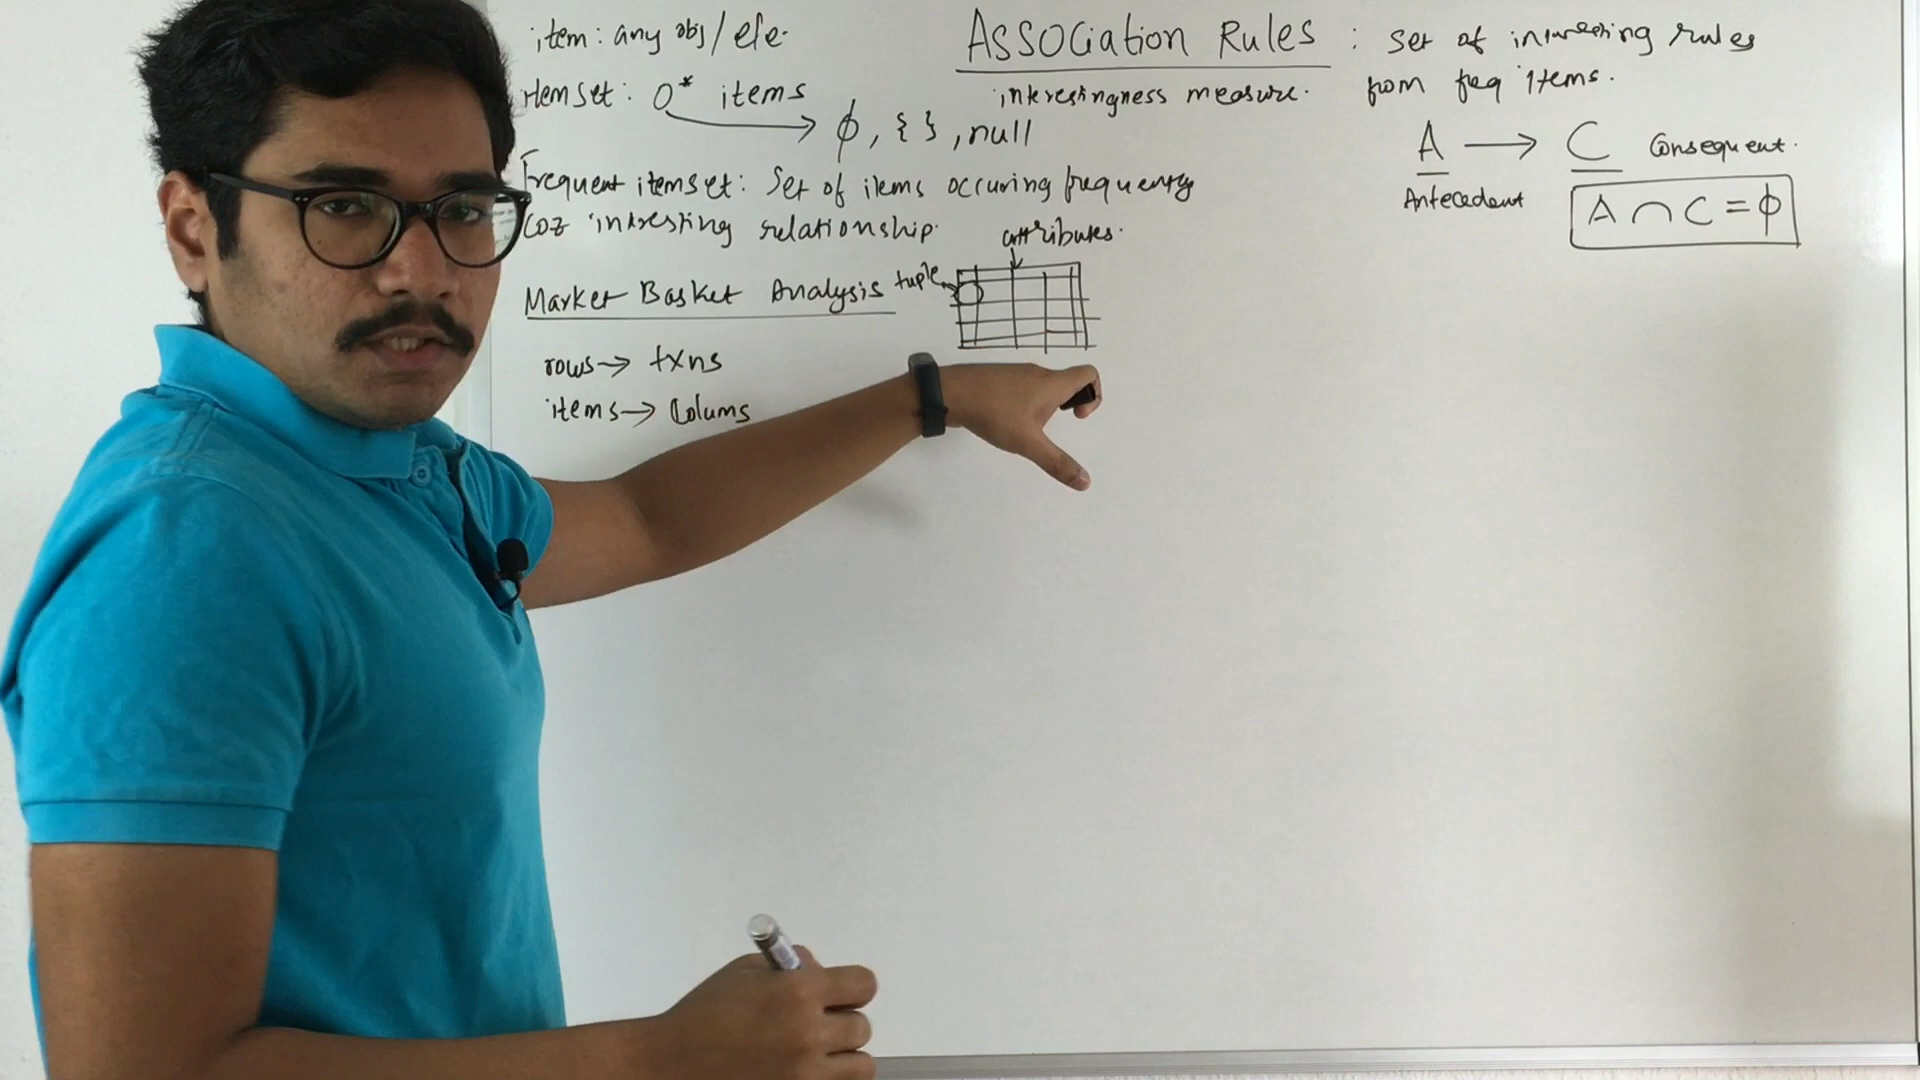 item: any obj/ele.
itemset: 0* items
φ, { }, null
Frequent itemset: Set of items occuring frequenty
coz interesting relationship.
Market Basket Analysis
tuple
attributes.
rows → txns
items → Colums
Association Rules : set of interesting rules
from freq items.
interestingness measure.
A → C Consequent.
Antecedent
A ∩ C = φ